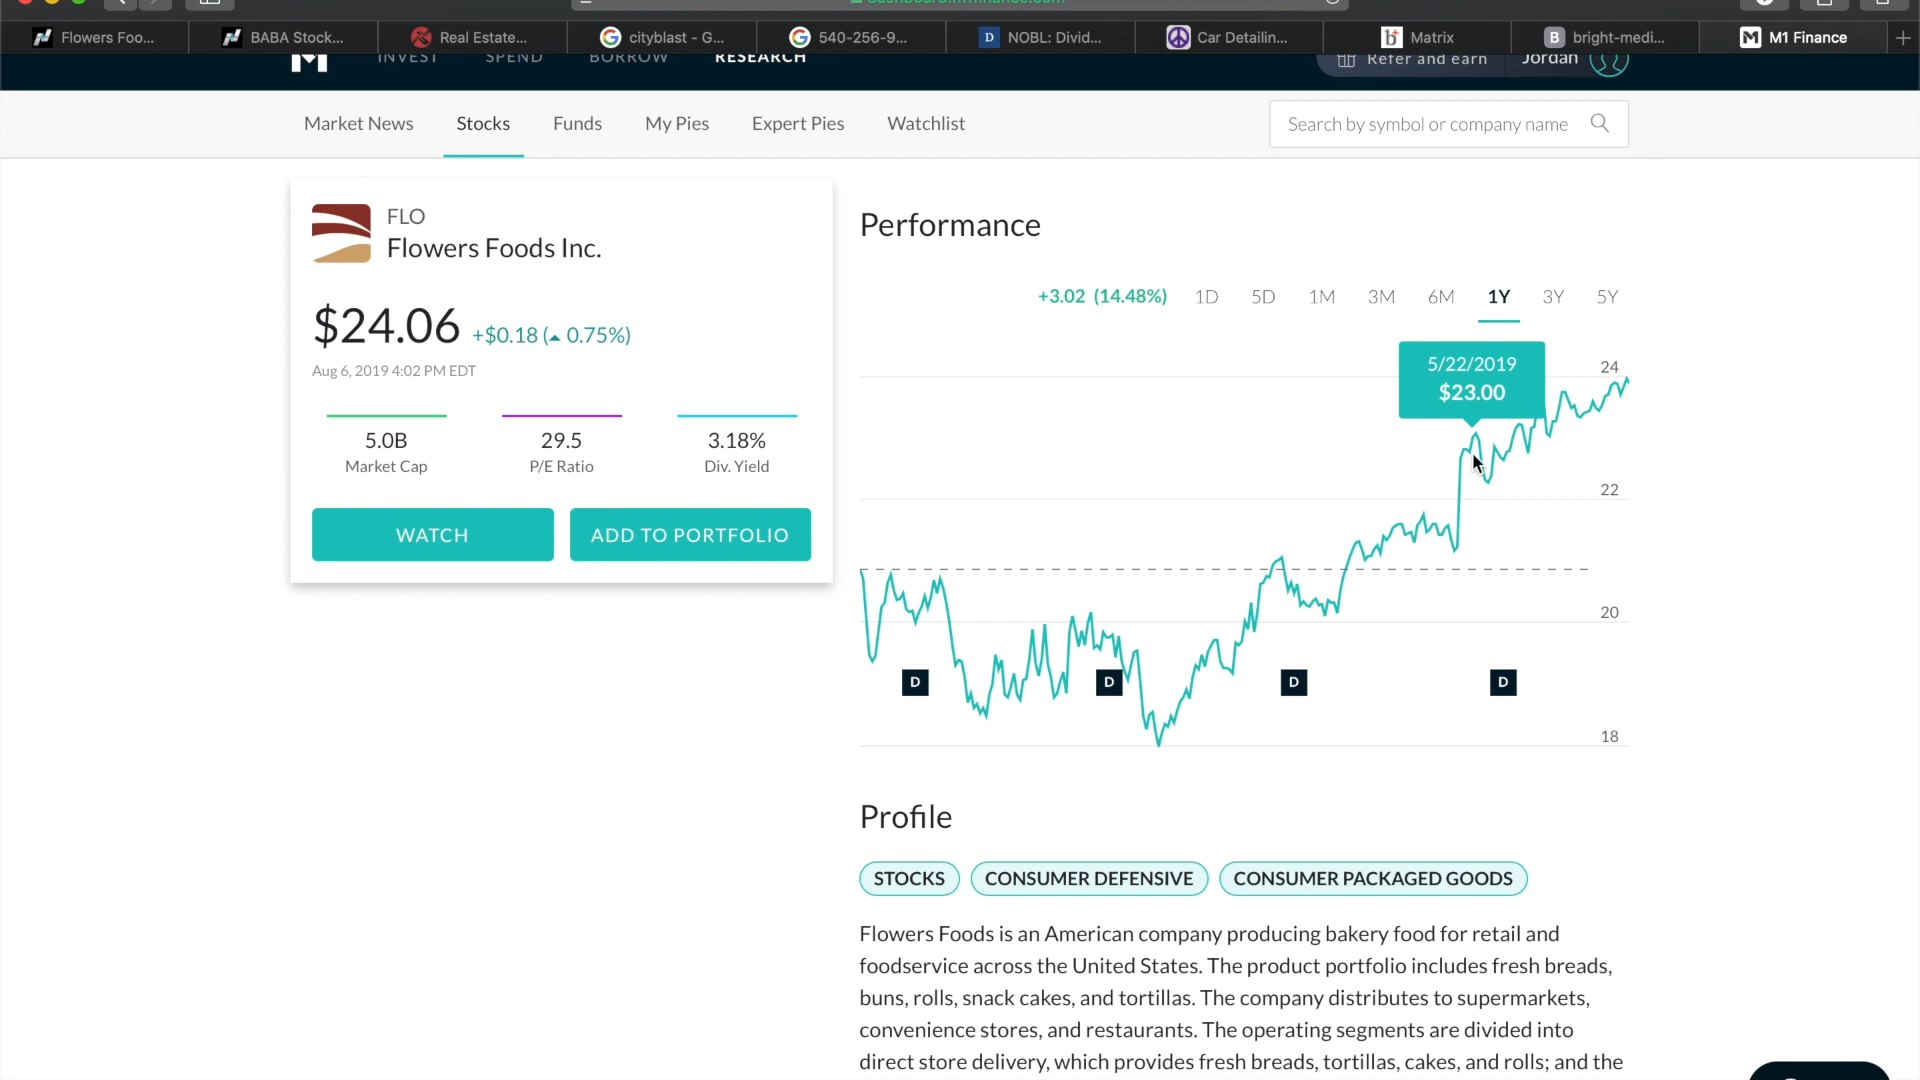 dashboard.m1finance.com
Flowers Foo...
BABA Stock...
Real Estate...
cityblast - G...
540-256-9...
D
NOBL: Divid...
Car Detailin...
b
Matrix
B
bright-medi...
M1 Finance
INVEST
SPEND
BORROW
RESEARCH
Refer and earn
Jordan
Market News
Stocks
Funds
My Pies
Expert Pies
Watchlist
Search by symbol or company name
FLO
Flowers Foods Inc.
$24.06 +$0.18 (▲ 0.75%)
Aug 6, 2019 4:02 PM EDT
5.0B
Market Cap
29.5
P/E Ratio
3.18%
Div. Yield
WATCH
ADD TO PORTFOLIO
Performance
+3.02 (14.48%)
1D
5D
1M
3M
6M
1Y
3Y
5Y
5/22/2019
$23.00
24
22
20
18
D
D
D
D
Profile
STOCKS
CONSUMER DEFENSIVE
CONSUMER PACKAGED GOODS
Flowers Foods is an American company producing bakery food for retail and
foodservice across the United States. The product portfolio includes fresh breads,
buns, rolls, snack cakes, and tortillas. The company distributes to supermarkets,
convenience stores, and restaurants. The operating segments are divided into
direct store delivery, which provides fresh breads, tortillas, cakes, and rolls; and the